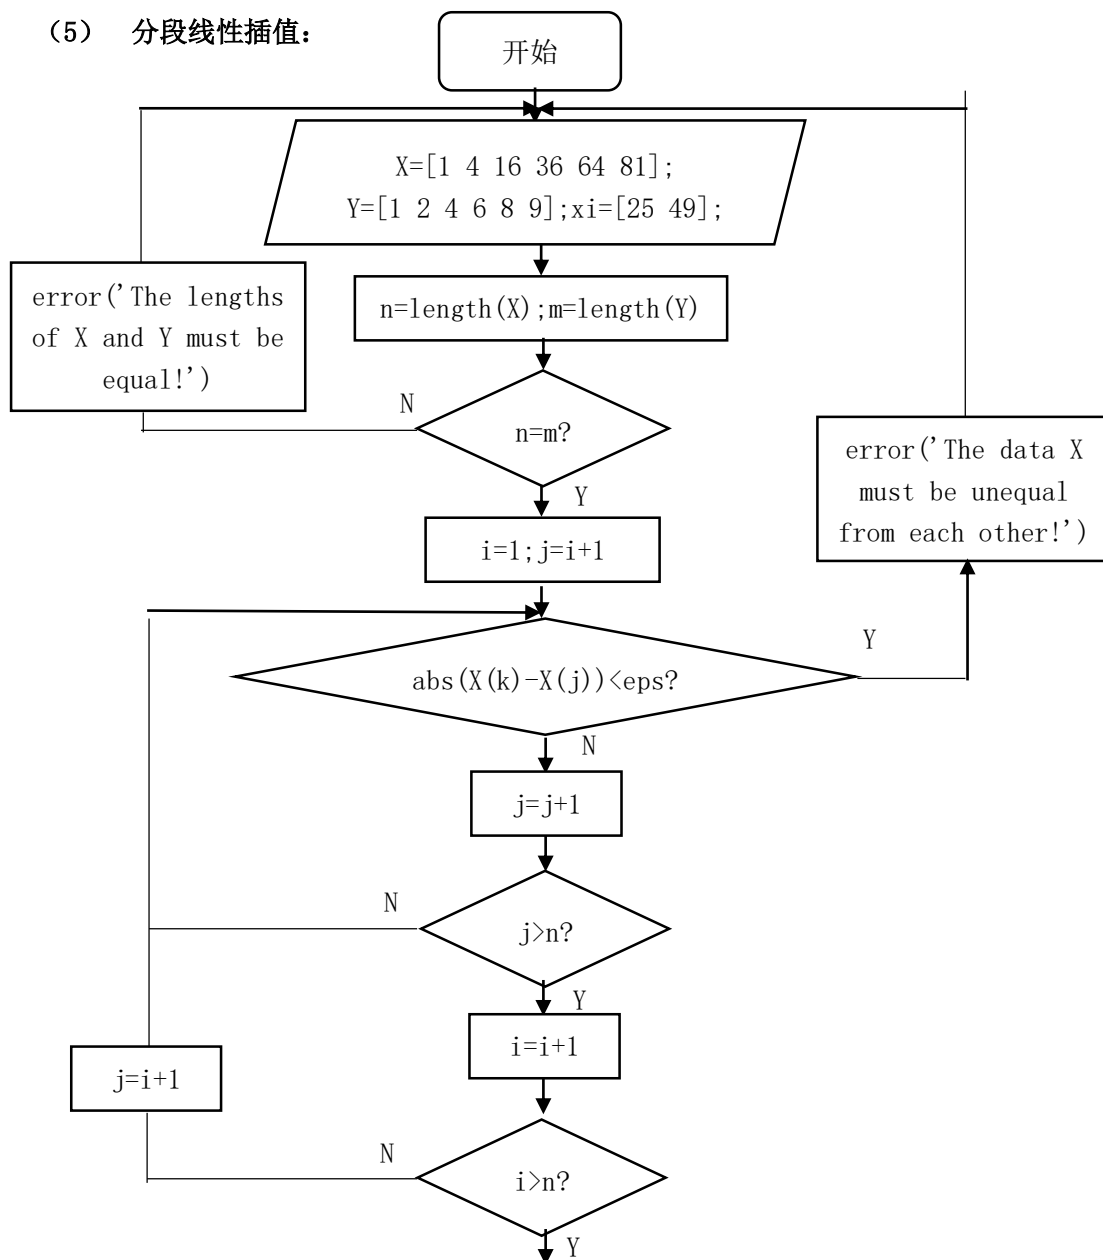 （5） 分段线性插值：
开始
X=[1 4 16 36 64 81];
Y=[1 2 4 6 8 9];xi=[25 49];
error('The lengths
of X and Y must be
equal!')
n=length(X);m=length(Y)
N
n=m?
Y
error('The data X
must be unequal
from each other!')
i=1;j=i+1
Y
abs(X(k)-X(j))<eps?
N
j=j+1
N
j>n?
Y
i=i+1
j=i+1
N
i>n?
Y